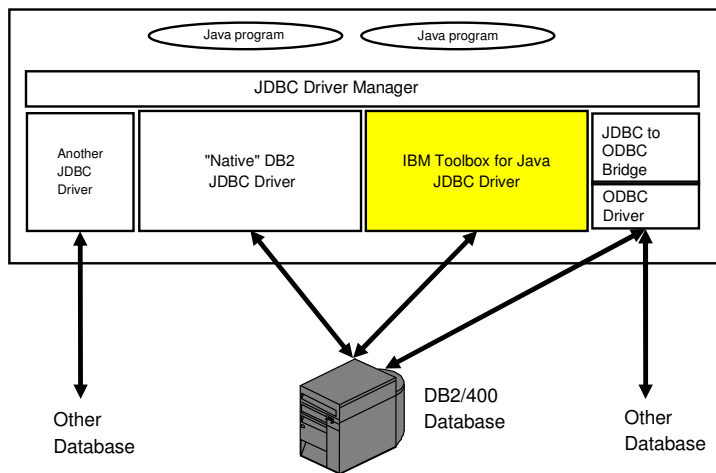 Java program
Java program
JDBC Driver Manager
Another
JDBC
Driver
"Native" DB2
JDBC Driver
IBM Toolbox for Java
JDBC Driver
JDBC to
ODBC
Bridge
ODBC
Driver
Other
Database
DB2/400
Database
Other
Database